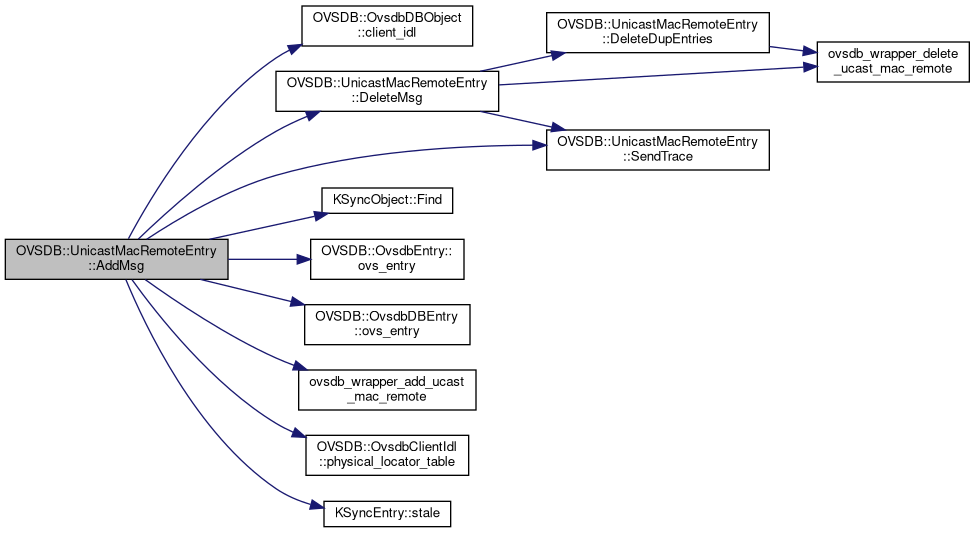 OVSDB::OvsdbDBObject
::client_idl
OVSDB::UnicastMacRemoteEntry
::DeleteDupEntries
ovsdb_wrapper_delete
_ucast_mac_remote
OVSDB::UnicastMacRemoteEntry
::DeleteMsg
OVSDB::UnicastMacRemoteEntry
::SendTrace
KSyncObject::Find
OVSDB::UnicastMacRemoteEntry
::AddMsg
OVSDB::OvsdbEntry::
ovs_entry
OVSDB::OvsdbDBEntry
::ovs_entry
ovsdb_wrapper_add_ucast
_mac_remote
OVSDB::OvsdbClientIdl
::physical_locator_table
KSyncEntry::stale